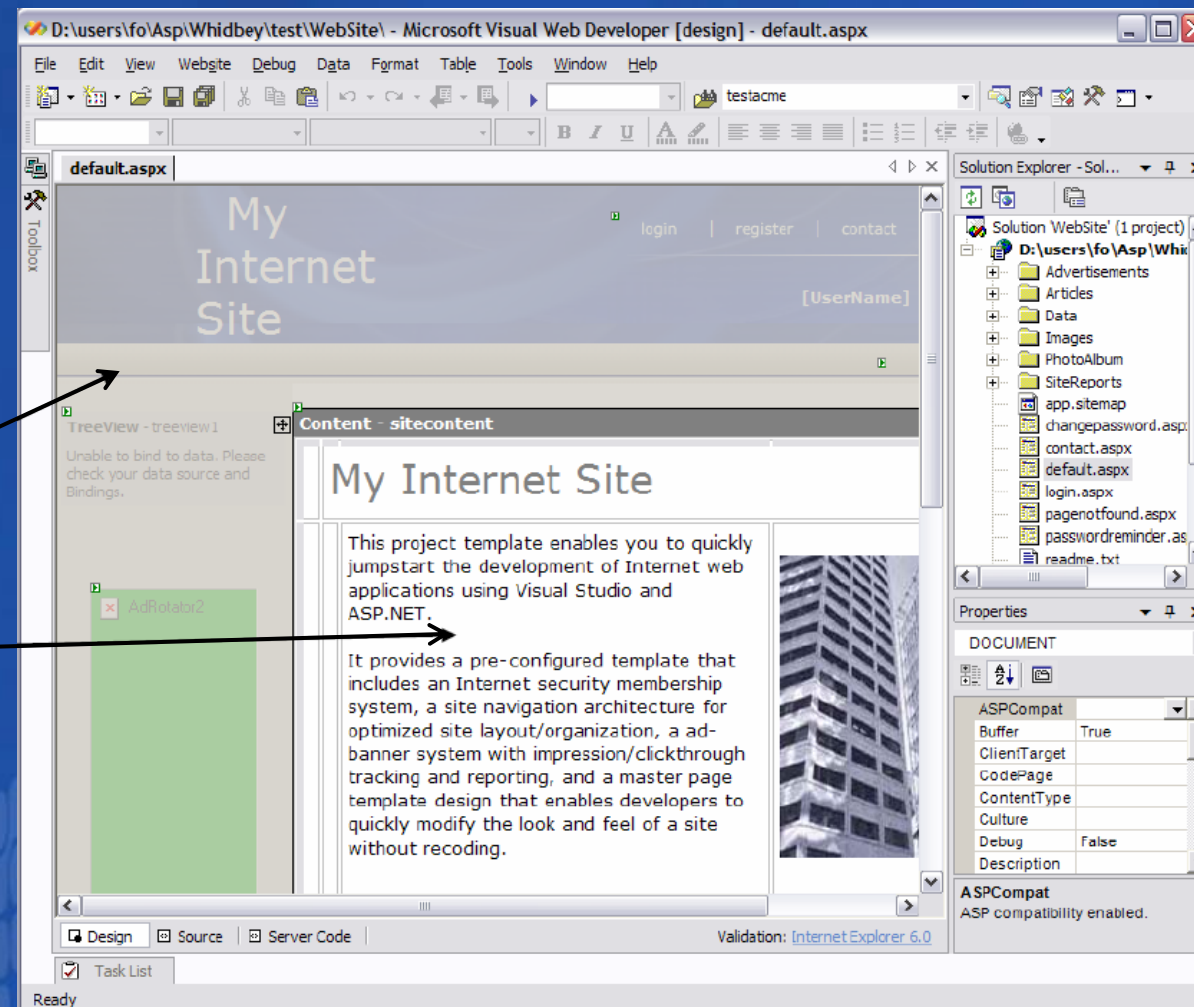 D:\users\fo\Asp\Whidbey\test\WebSite\ - Microsoft Visual Web Developer [design] - default.aspx
File Edit View Website Debug Data Format Table Tools Window Help
testacme
B I U
default.aspx
Toolbox
My
Internet
Site
login | register | contact
[UserName]
TreeView - treeview1
Unable to bind to data. Please
check your data source and
Bindings.
AdRotator2
Content - sitecontent
My Internet Site
This project template enables you to quickly
jumpstart the development of Internet web
applications using Visual Studio and
ASP.NET.
It provides a pre-configured template that
includes an Internet security membership
system, a site navigation architecture for
optimized site layout/organization, a ad-
banner system with impression/clickthrough
tracking and reporting, and a master page
template design that enables developers to
quickly modify the look and feel of a site
without recoding.
Design Source Server Code
Validation: Internet Explorer 6.0
Solution Explorer - Sol...
Solution 'WebSite' (1 project)
D:\users\fo\Asp\Whid
Advertisements
Articles
Data
Images
PhotoAlbum
SiteReports
app.sitemap
changepassword.asp
contact.aspx
default.aspx
login.aspx
pagenotfound.aspx
passwordreminder.as
readme.txt
Properties
DOCUMENT
ASPCompat
Buffer True
ClientTarget
CodePage
ContentType
Culture
Debug False
Description
ASPCompat
ASP compatibility enabled.
Task List
Ready